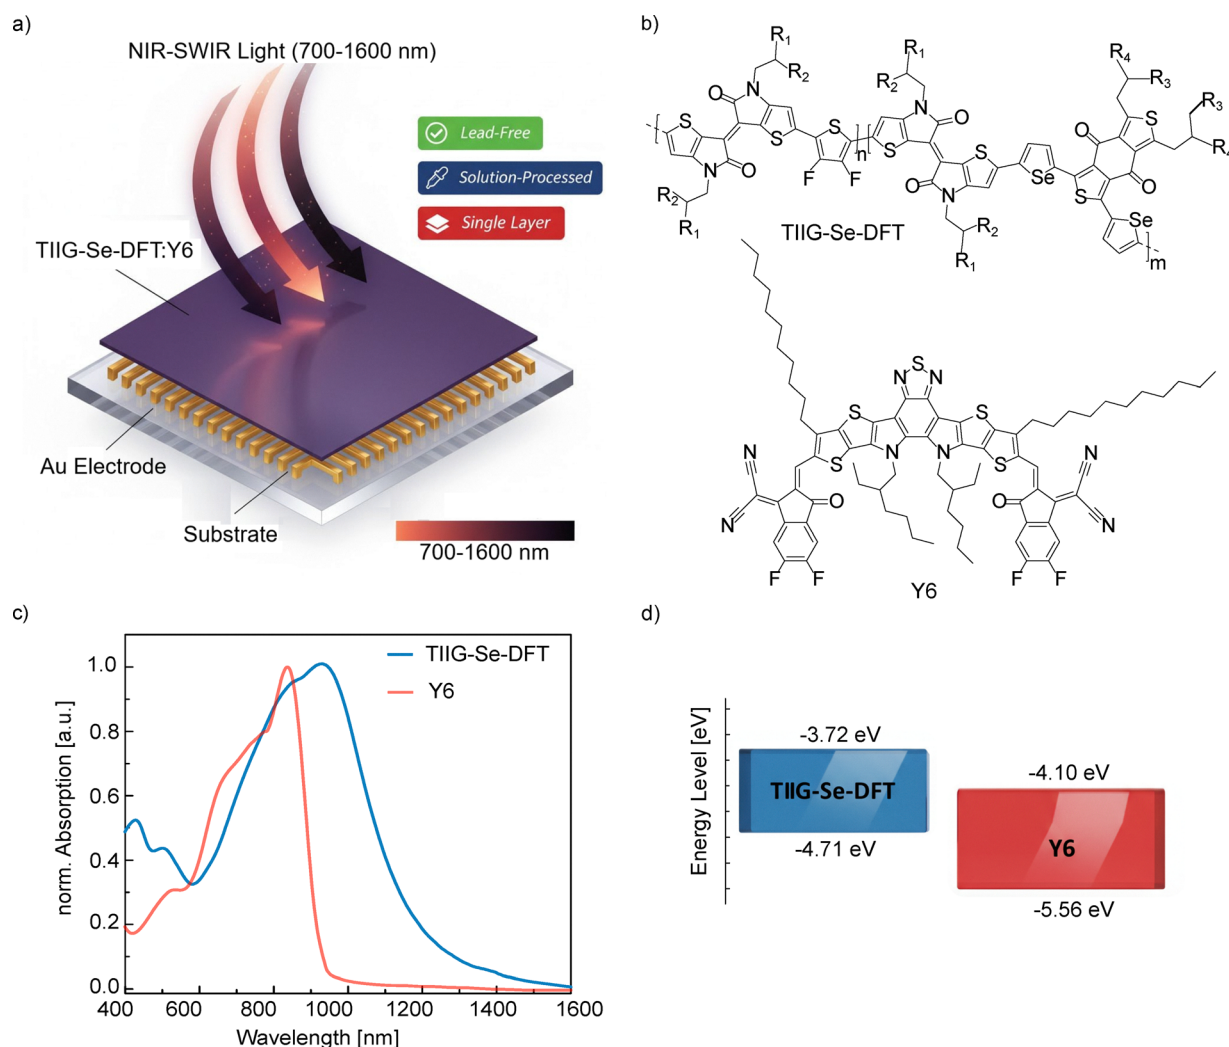 a)
NIR-SWIR Light (700-1600 nm)
Lead-Free
Solution-Processed
Single Layer
TIIG-Se-DFT:Y6
Au Electrode
Substrate
700-1600 nm
b)
R1
R2
N
O
S
S
O
N
R2
R1
S
F F
n
R1
R2
N
O
S
S
O
N
R2
R1
Se
R4
R3
S
R3
R4
O
O
S
Se
m
TIIG-Se-DFT
S
N N
S S
S S
N N
N
N
O
F F
N
N
O
F F
Y6
c)
norm. Absorption [a.u.]
1.0
0.8
0.6
0.4
0.2
0.0
TIIG-Se-DFT
Y6
400 600 800 1000 1200 1400 1600
Wavelength [nm]
d)
Energy Level [eV]
-3.72 eV
TIIG-Se-DFT
-4.71 eV
-4.10 eV
Y6
-5.56 eV